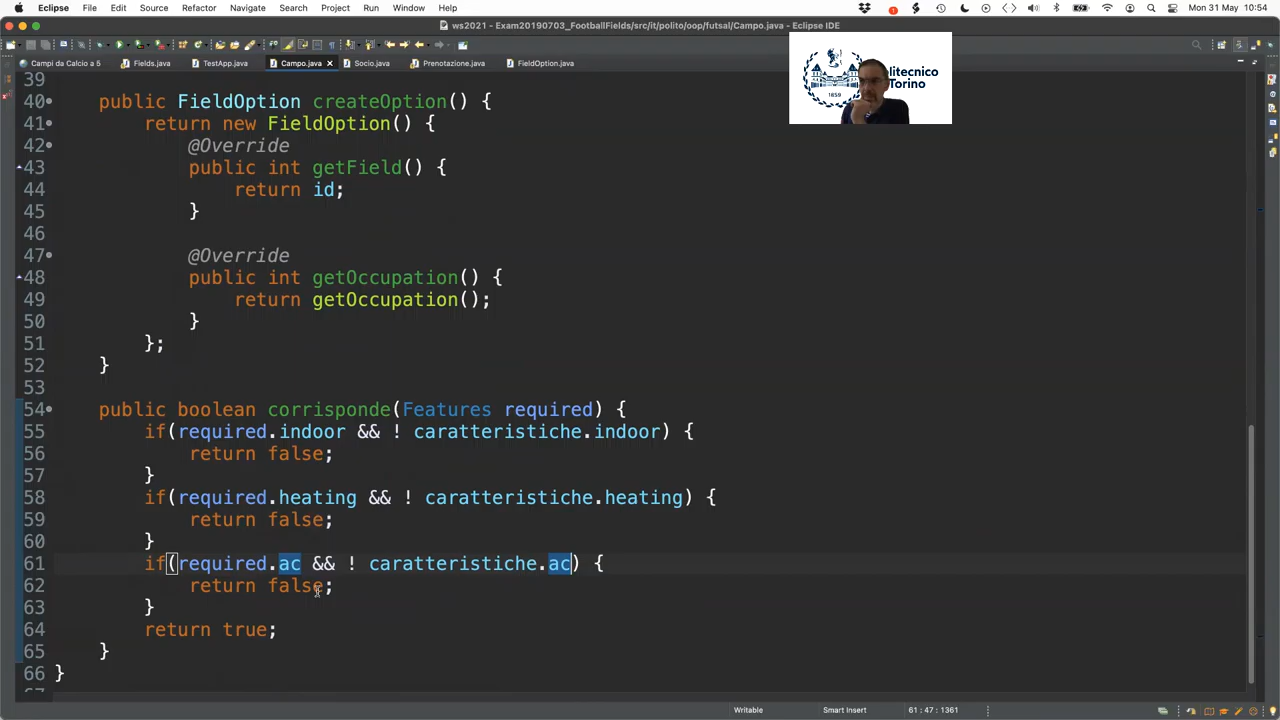 Eclipse File Edit Source Refactor Navigate Search Project Run Window Help Mon 31 May 10:54
ws2021 - Exam20190703_FootballFields/src/it/polito/oop/futsal/Campo.java - Eclipse IDE
Campi da Calcio a 5 Fields.java TestApp.java Campo.java Socio.java Prenotazione.java FieldOption.java
litecnico
Torino
1859
39
40 public FieldOption createOption() {
41 return new FieldOption() {
42 @Override
43 public int getField() {
44 return id;
45 }
46
47 @Override
48 public int getOccupation() {
49 return getOccupation();
50 }
51 };
52 }
53
54 public boolean corrisponde(Features required) {
55 if(required.indoor && ! caratteristiche.indoor) {
56 return false;
57 }
58 if(required.heating && ! caratteristiche.heating) {
59 return false;
60 }
61 if(required.ac && ! caratteristiche.ac) {
62 return false;
63 }
64 return true;
65 }
66 }
67
Writable Smart Insert 61 : 47 : 1361